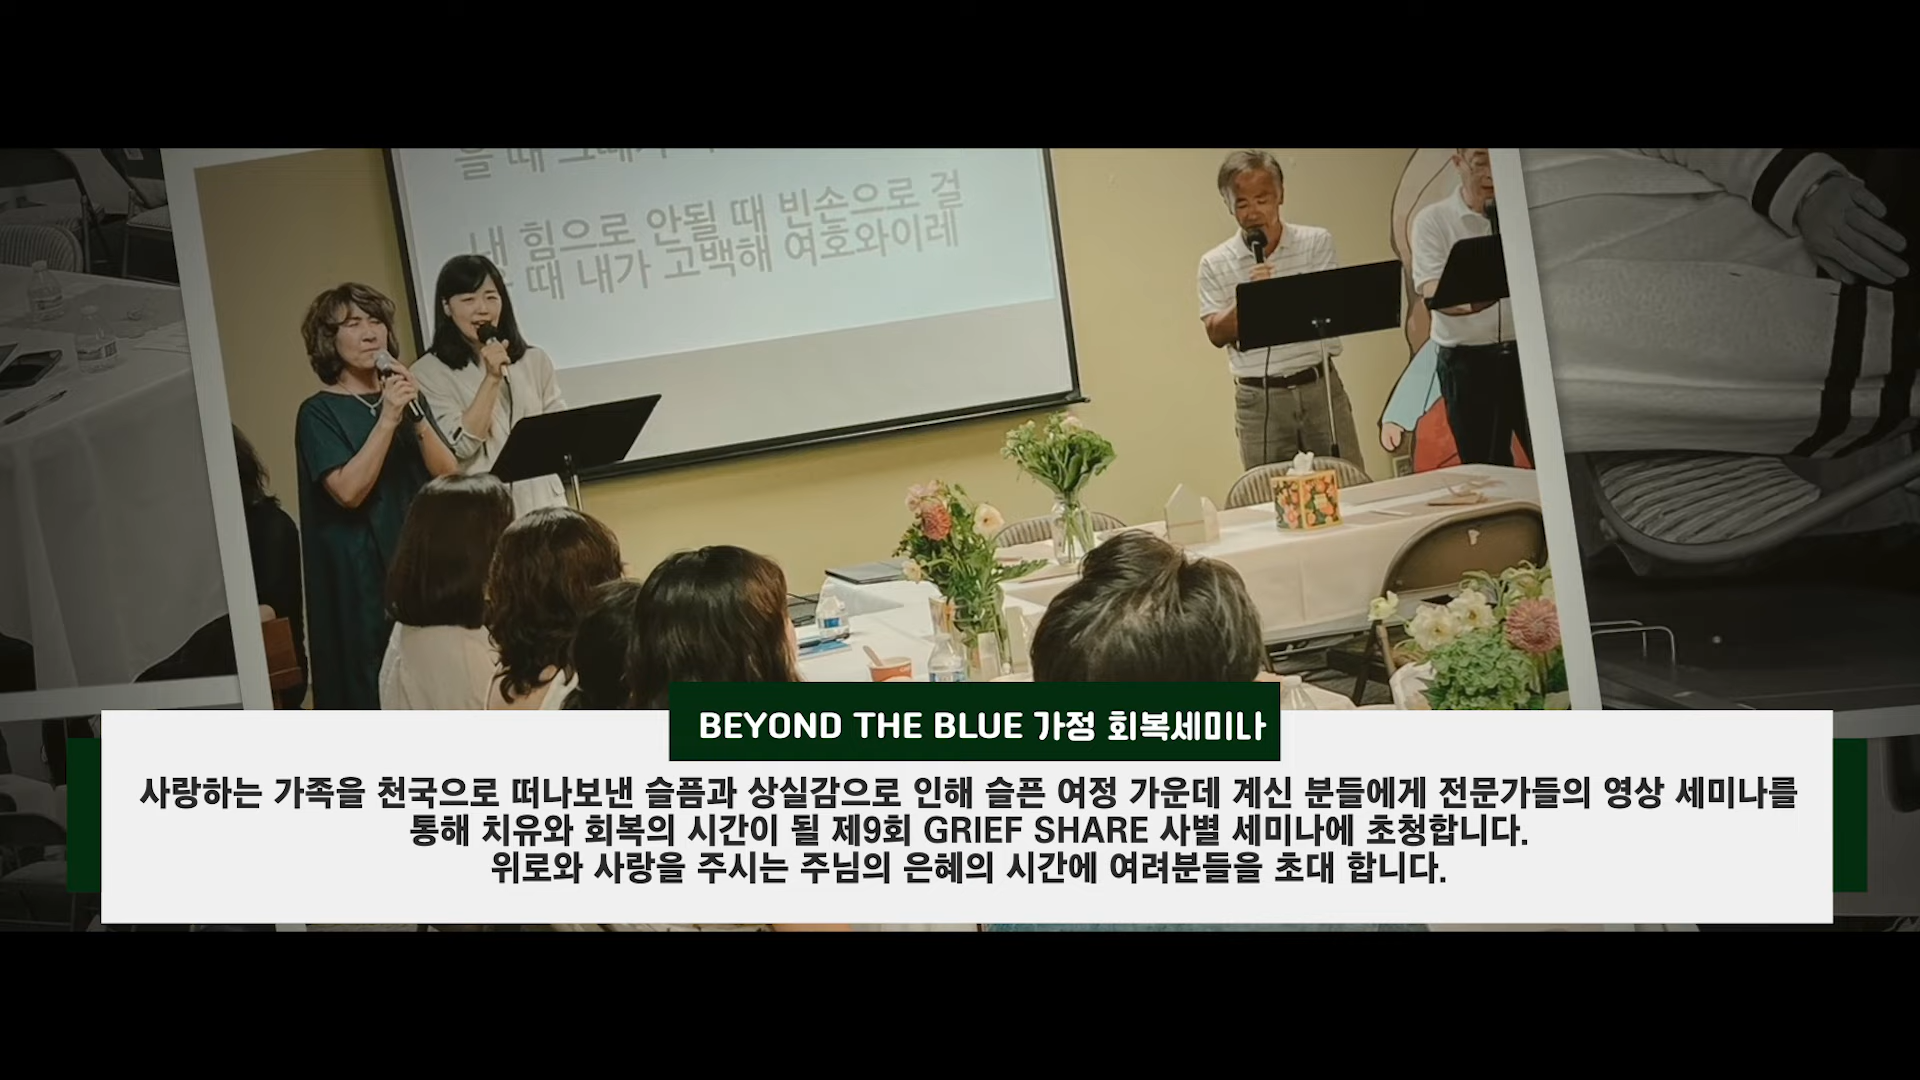 낸 힘으로 안될 때 빈손으로 걸
때 내가 고백해 여호와이레
BEYOND THE BLUE 가정 회복세미나
사랑하는 가족을 천국으로 떠나보낸 슬픔과 상실감으로 인해 슬픈 여정 가운데 계신 분들에게 전문가들의 영상 세미나를
통해 치유와 회복의 시간이 될 제9회 GRIEF SHARE 사별 세미나에 초청합니다.
위로와 사랑을 주시는 주님의 은혜의 시간에 여려분들을 초대 합니다.